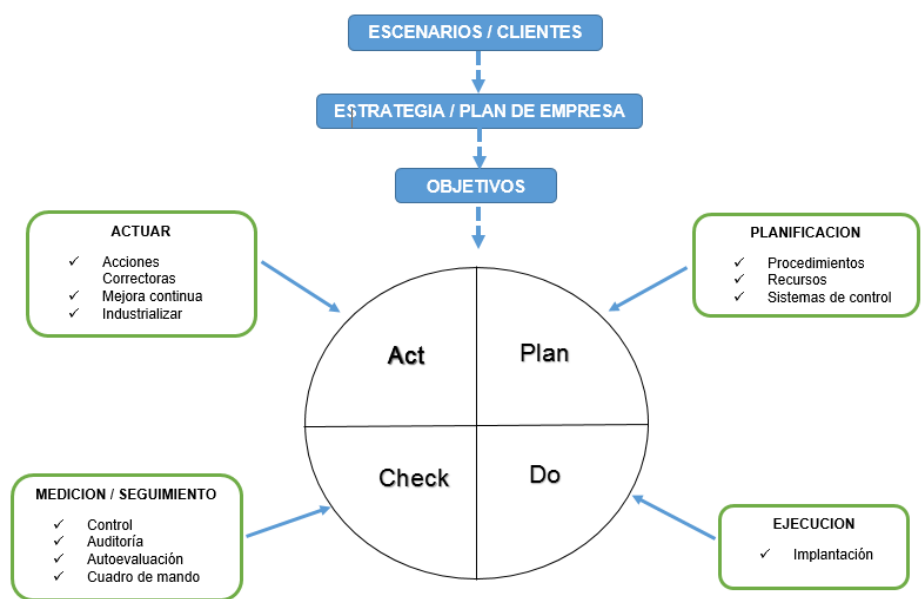 ESCENARIOS / CLIENTES
ESTRATEGIA / PLAN DE EMPRESA
OBJETIVOS
ACTUAR
✓ Acciones
Correctoras
✓ Mejora continua
✓ Industrializar
PLANIFICACION
✓ Procedimientos
✓ Recursos
✓ Sistemas de control
Act
Plan
Check
Do
MEDICION / SEGUIMIENTO
✓ Control
✓ Auditoría
✓ Autoevaluación
✓ Cuadro de mando
EJECUCION
✓ Implantación